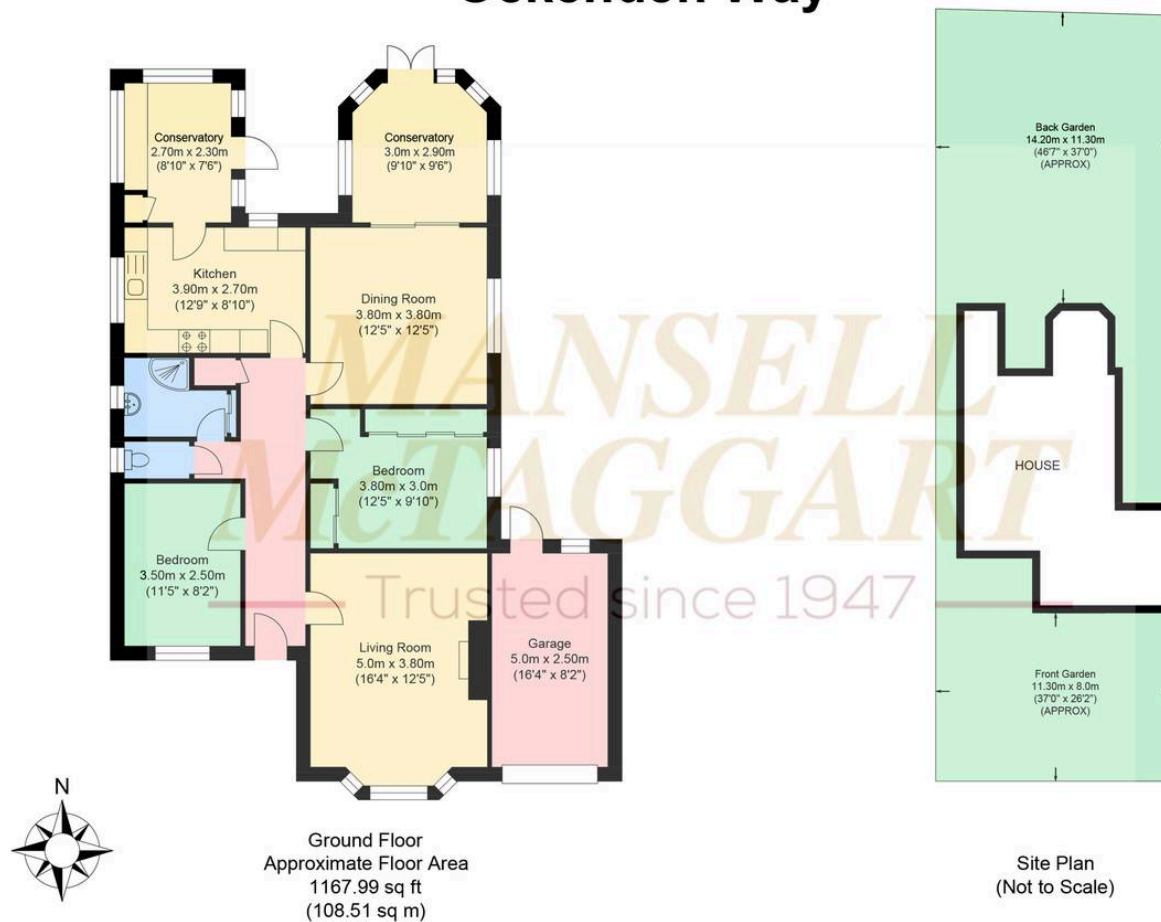 Ockenden Way
Conservatory
2.70m x 2.30m
(8'10" x 7'6")
Conservatory
3.0m x 2.90m
(9'10" x 9'6")
Kitchen
3.90m x 2.70m
(12'9" x 8'10")
Dining Room
3.80m x 3.80m
(12'5" x 12'5")
Bedroom
3.80m x 3.0m
(12'5" x 9'10")
Bedroom
3.50m x 2.50m
(11'5" x 8'2")
Living Room
5.0m x 3.80m
(16'4" x 12'5")
Garage
5.0m x 2.50m
(16'4" x 8'2")
MANSELL
McTAGGART
Trusted since 1947
N
Ground Floor
Approximate Floor Area
1167.99 sq ft
(108.51 sq m)
Back Garden
14.20m x 11.30m
(46'7" x 37'0")
(APPROX)
HOUSE
Front Garden
11.30m x 8.0m
(37'0" x 26'2")
(APPROX)
Site Plan
(Not to Scale)